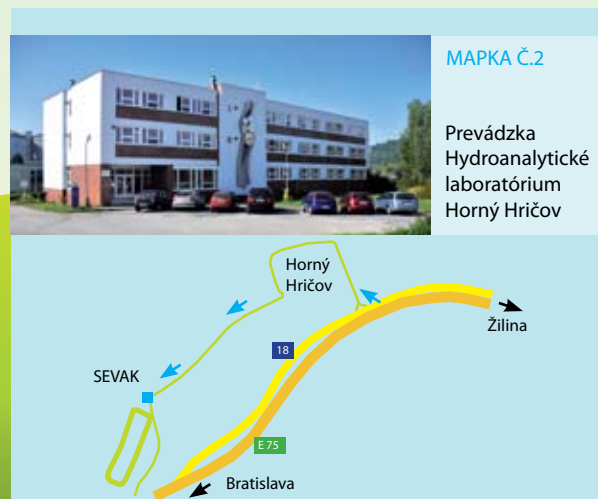 MAPKA Č.2
Prevádzka
Hydroanalytické
laboratórium
Horný Hričov
Horný
Hričov
Žilina
18
SEVAK
E 75
Bratislava